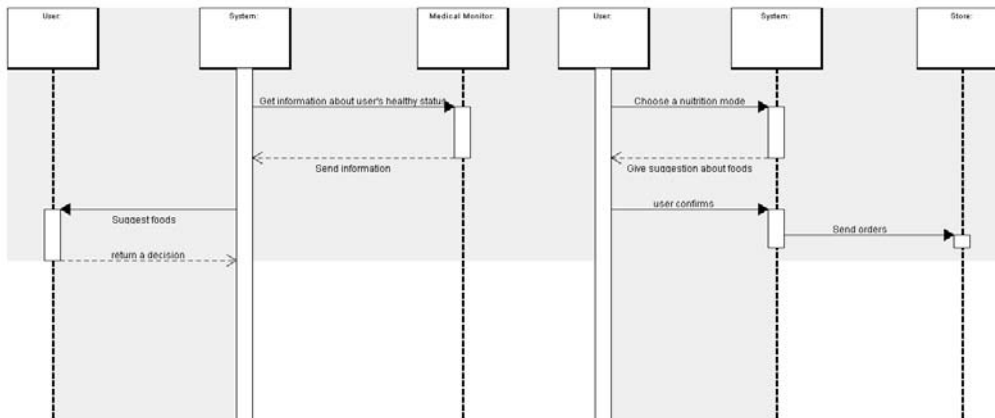 User:
System:
Medical Monitor:
User:
System:
Store:
Get information about user's healthy status
Choose a nuitrition mode
Send information
Give suggestion about foods
Suggest foods
user confirms
Send orders
return a decision